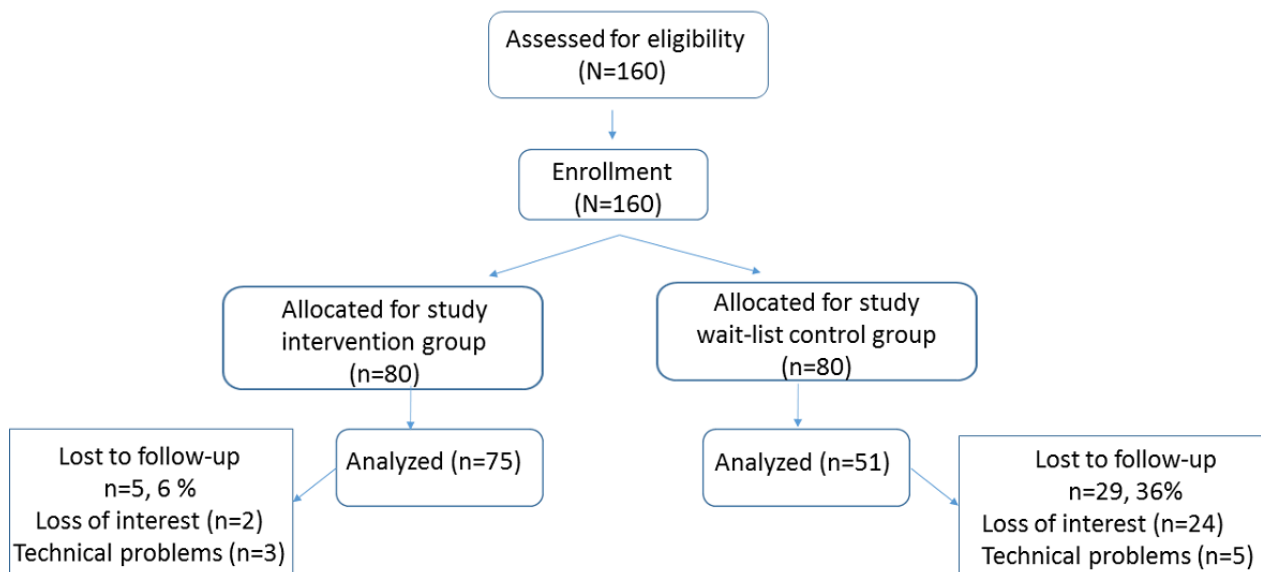 Assessed for eligibility
(N=160)
Enrollment
(N=160)
Allocated for study
intervention group
(n=80)
Allocated for study
wait-list control group
(n=80)
Lost to follow-up
n=5, 6 %
Loss of interest (n=2)
Technical problems (n=3)
Analyzed (n=75)
Analyzed (n=51)
Lost to follow-up
n=29, 36%
Loss of interest (n=24)
Technical problems (n=5)